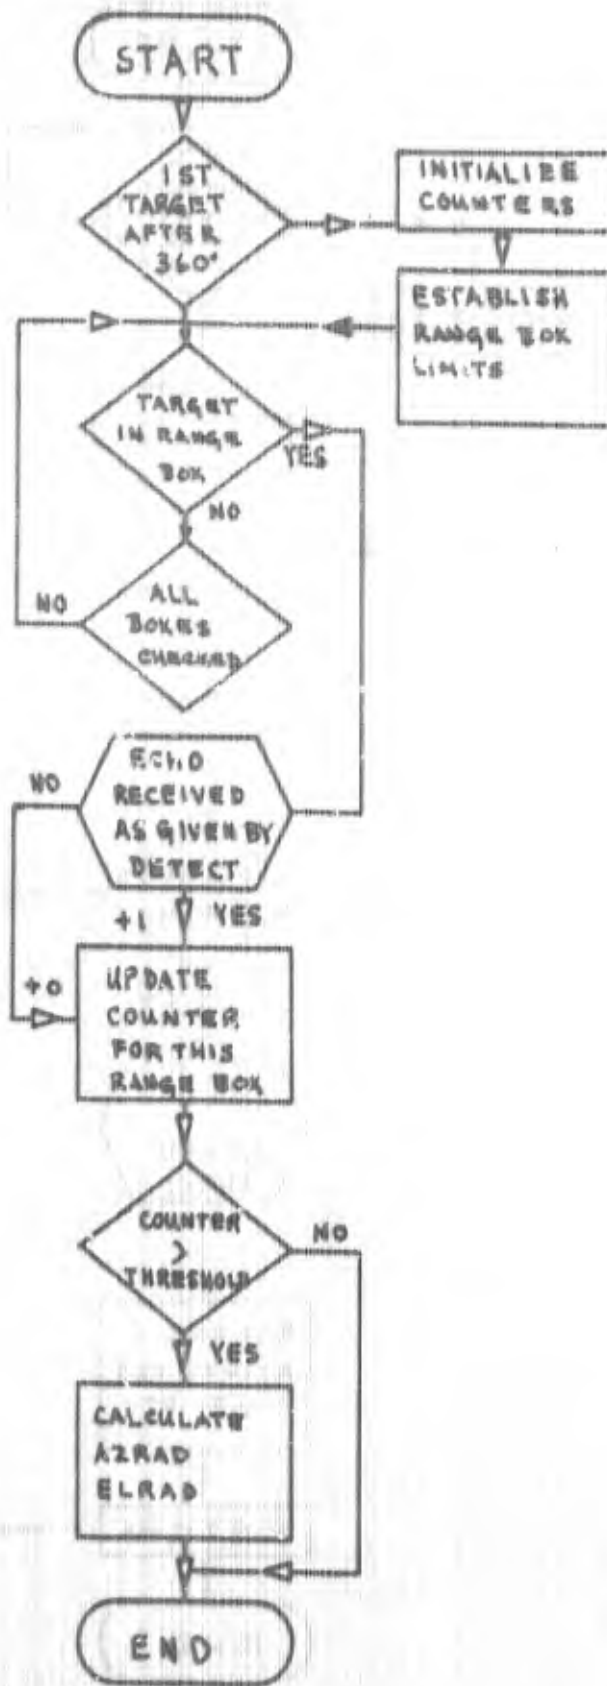 START
1ST
TARGET
AFTER
360°
INITIALIZE
COUNTERS
ESTABLISH
RANGE BOX
LIMITS
TARGET
IN RANGE
BOX
YES
NO
ALL
BOXES
CHECKED
NO
ECHO
RECEIVED
AS GIVEN BY
DETECT
NO
+1
YES
+0
UPDATE
COUNTER
FOR THIS
RANGE BOX
COUNTER
>
THRESHOLD
NO
YES
CALCULATE
AZRAD
ELRAD
END